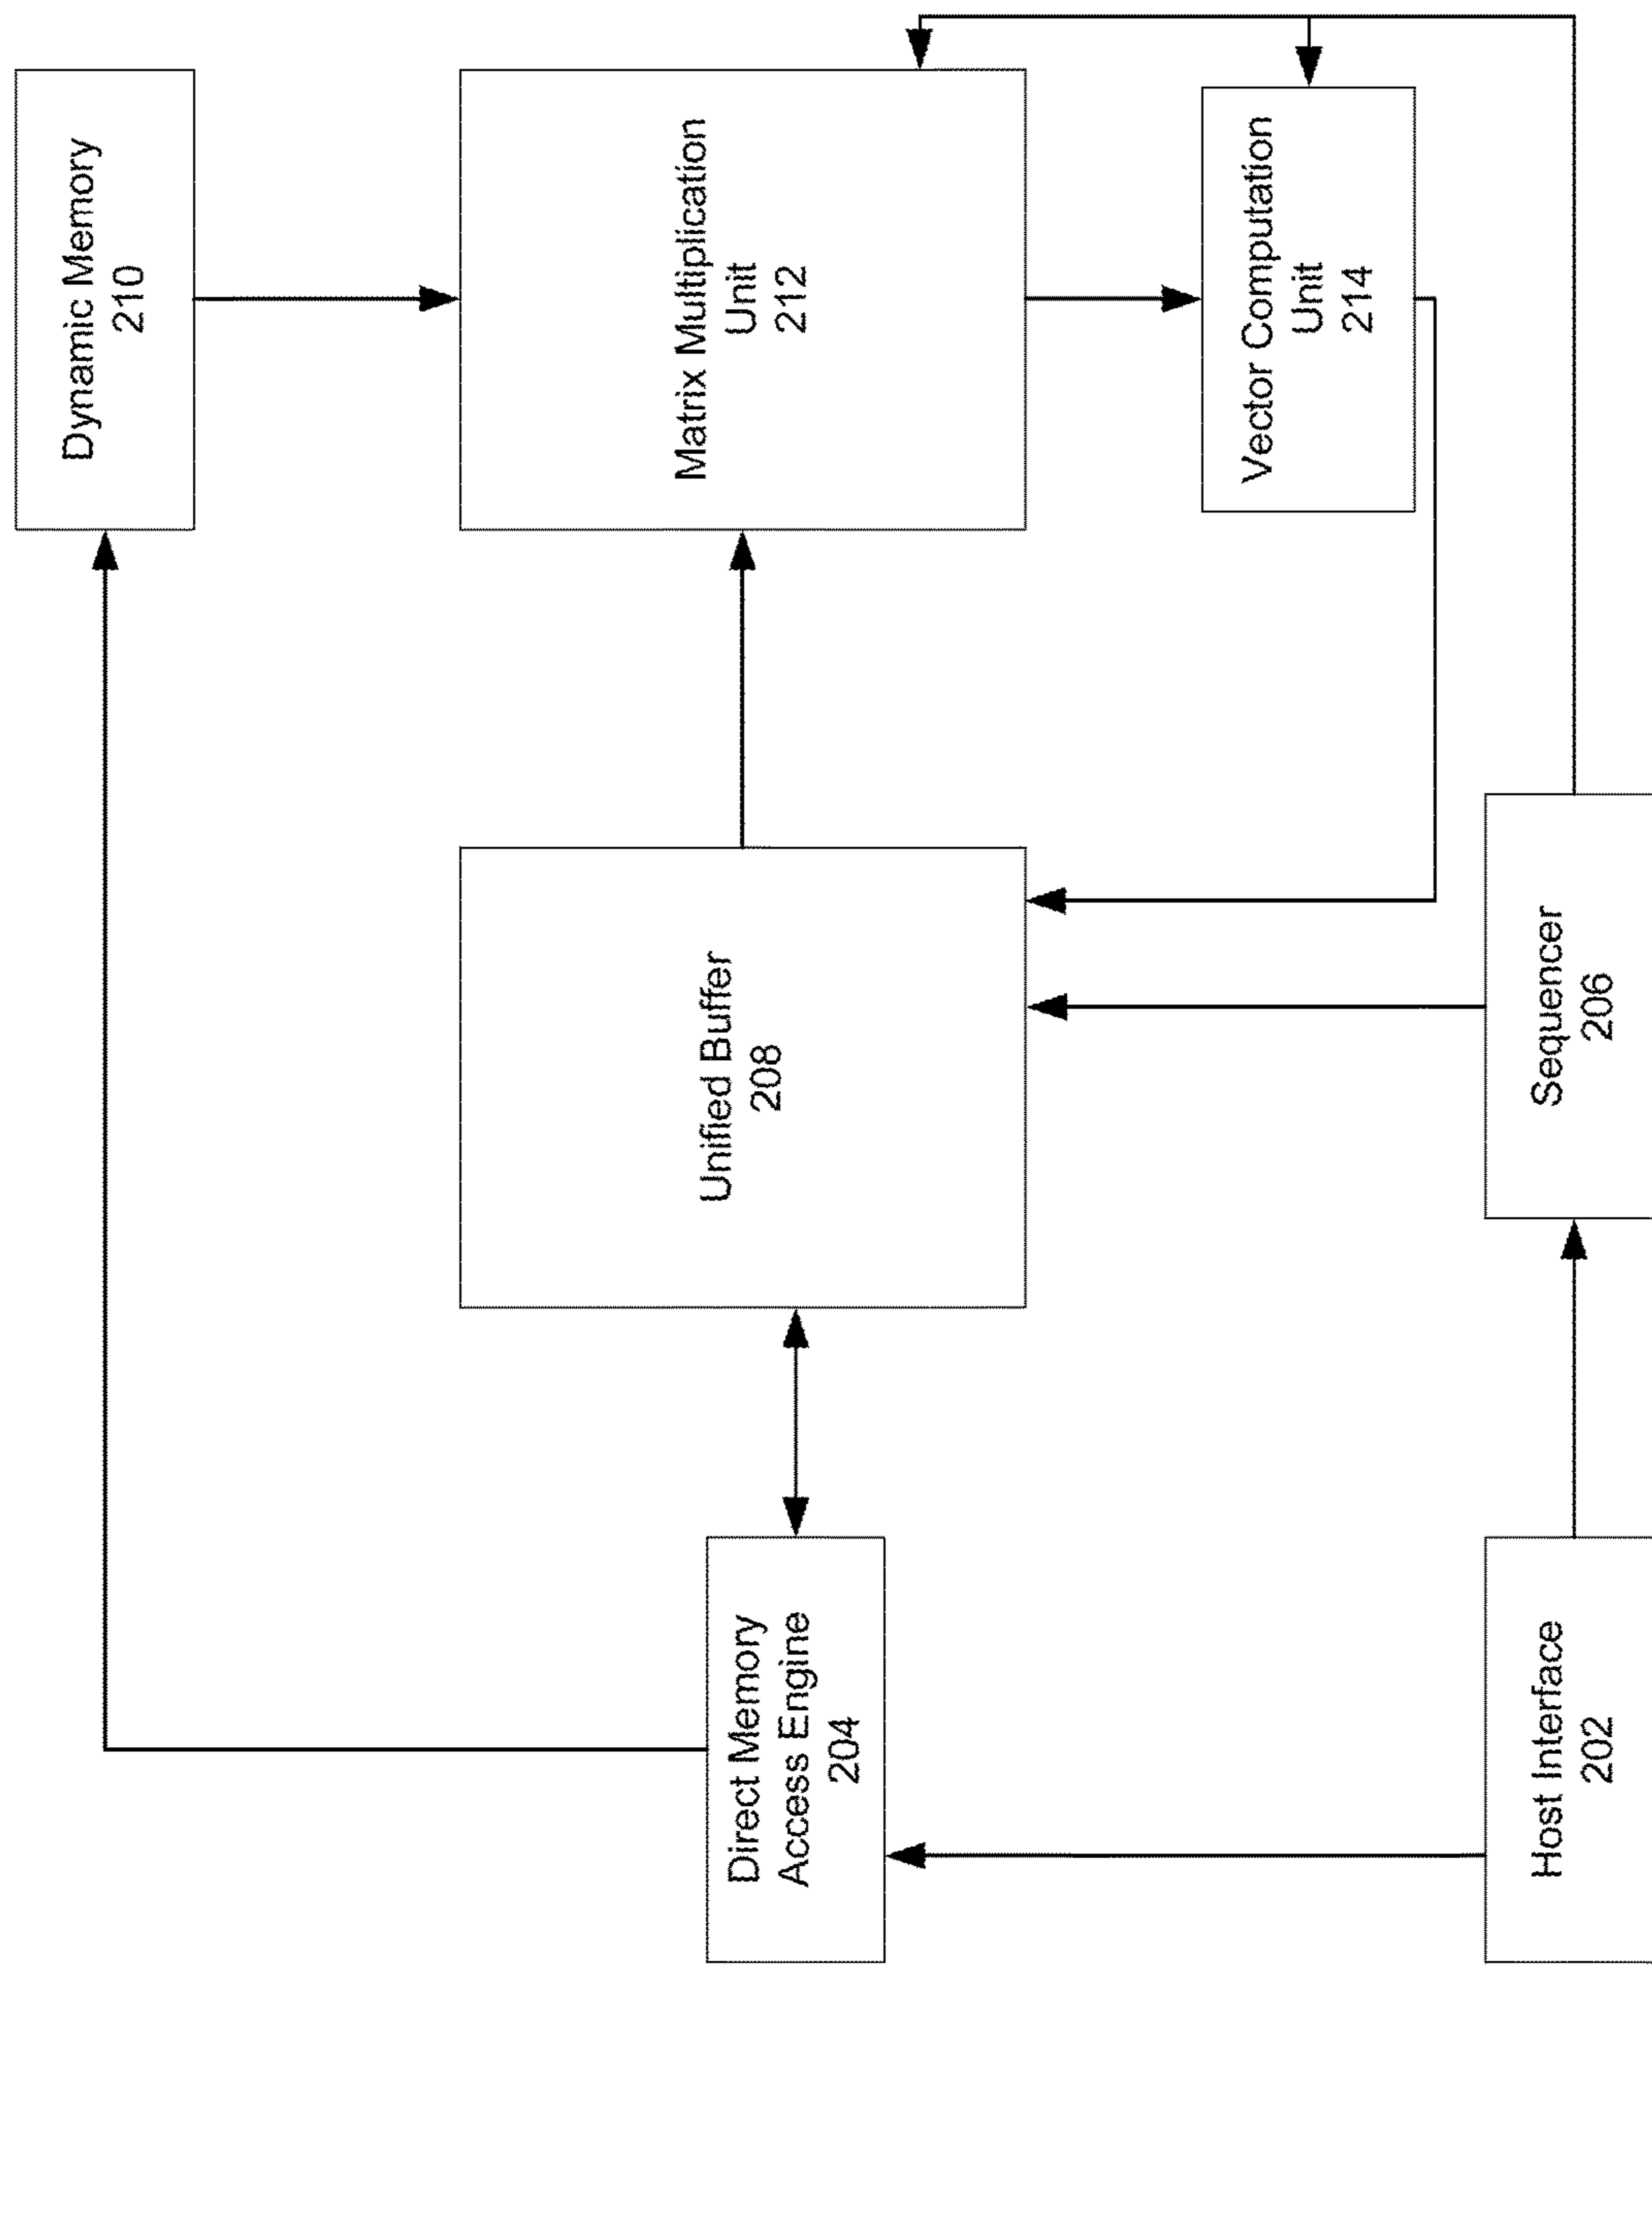 Dynamic Memory
210
Direct Memory
Access Engine
204
Unified Buffer
208
Matrix Multiplication
Unit
212
Vector Computation
Unit
214
Host Interface
202
Sequencer
206